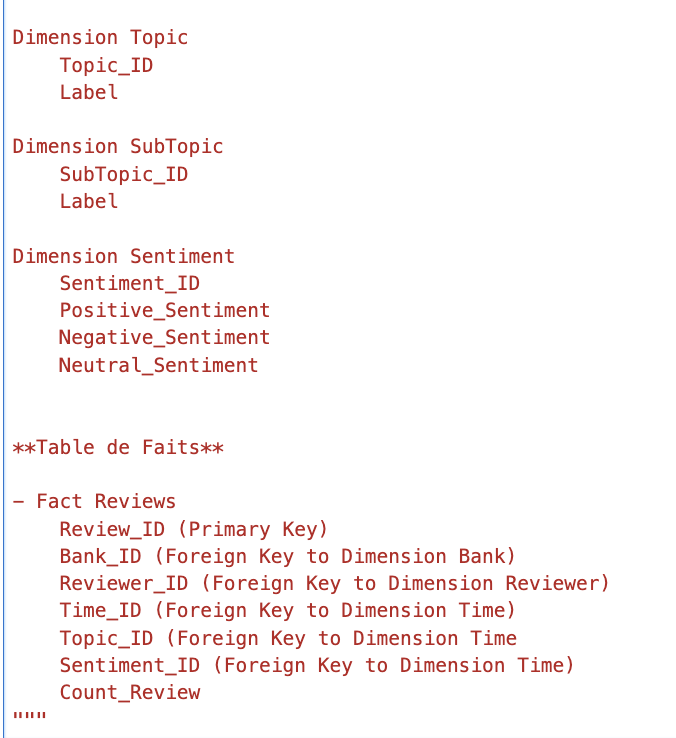 Dimension Topic
Topic_ID
Label
Dimension SubTopic
SubTopic_ID
Label
Dimension Sentiment
Sentiment_ID
Positive_Sentiment
Negative_Sentiment
Neutral_Sentiment
**Table de Faits**
- Fact Reviews
Review_ID (Primary Key)
Bank_ID (Foreign Key to Dimension Bank)
Reviewer_ID (Foreign Key to Dimension Reviewer)
Time_ID (Foreign Key to Dimension Time)
Topic_ID (Foreign Key to Dimension Time
Sentiment_ID (Foreign Key to Dimension Time)
Count_Review
"""